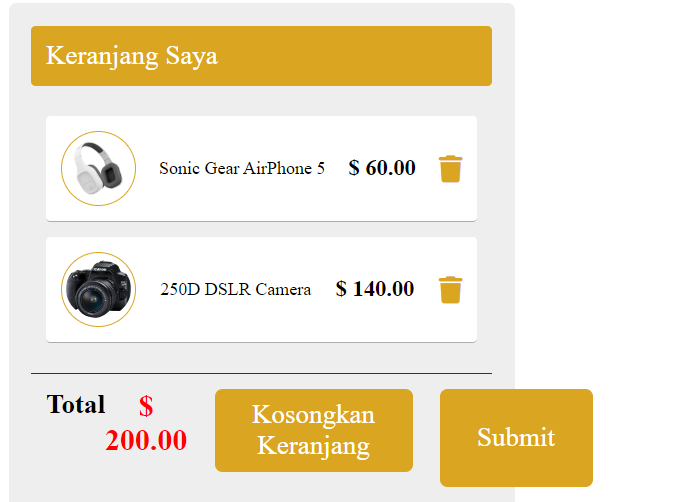 Keranjang Saya
Sonic Gear AirPhone 5
$ 60.00
250D DSLR Camera
$ 140.00
Total
$
200.00
Kosongkan
Keranjang
Submit